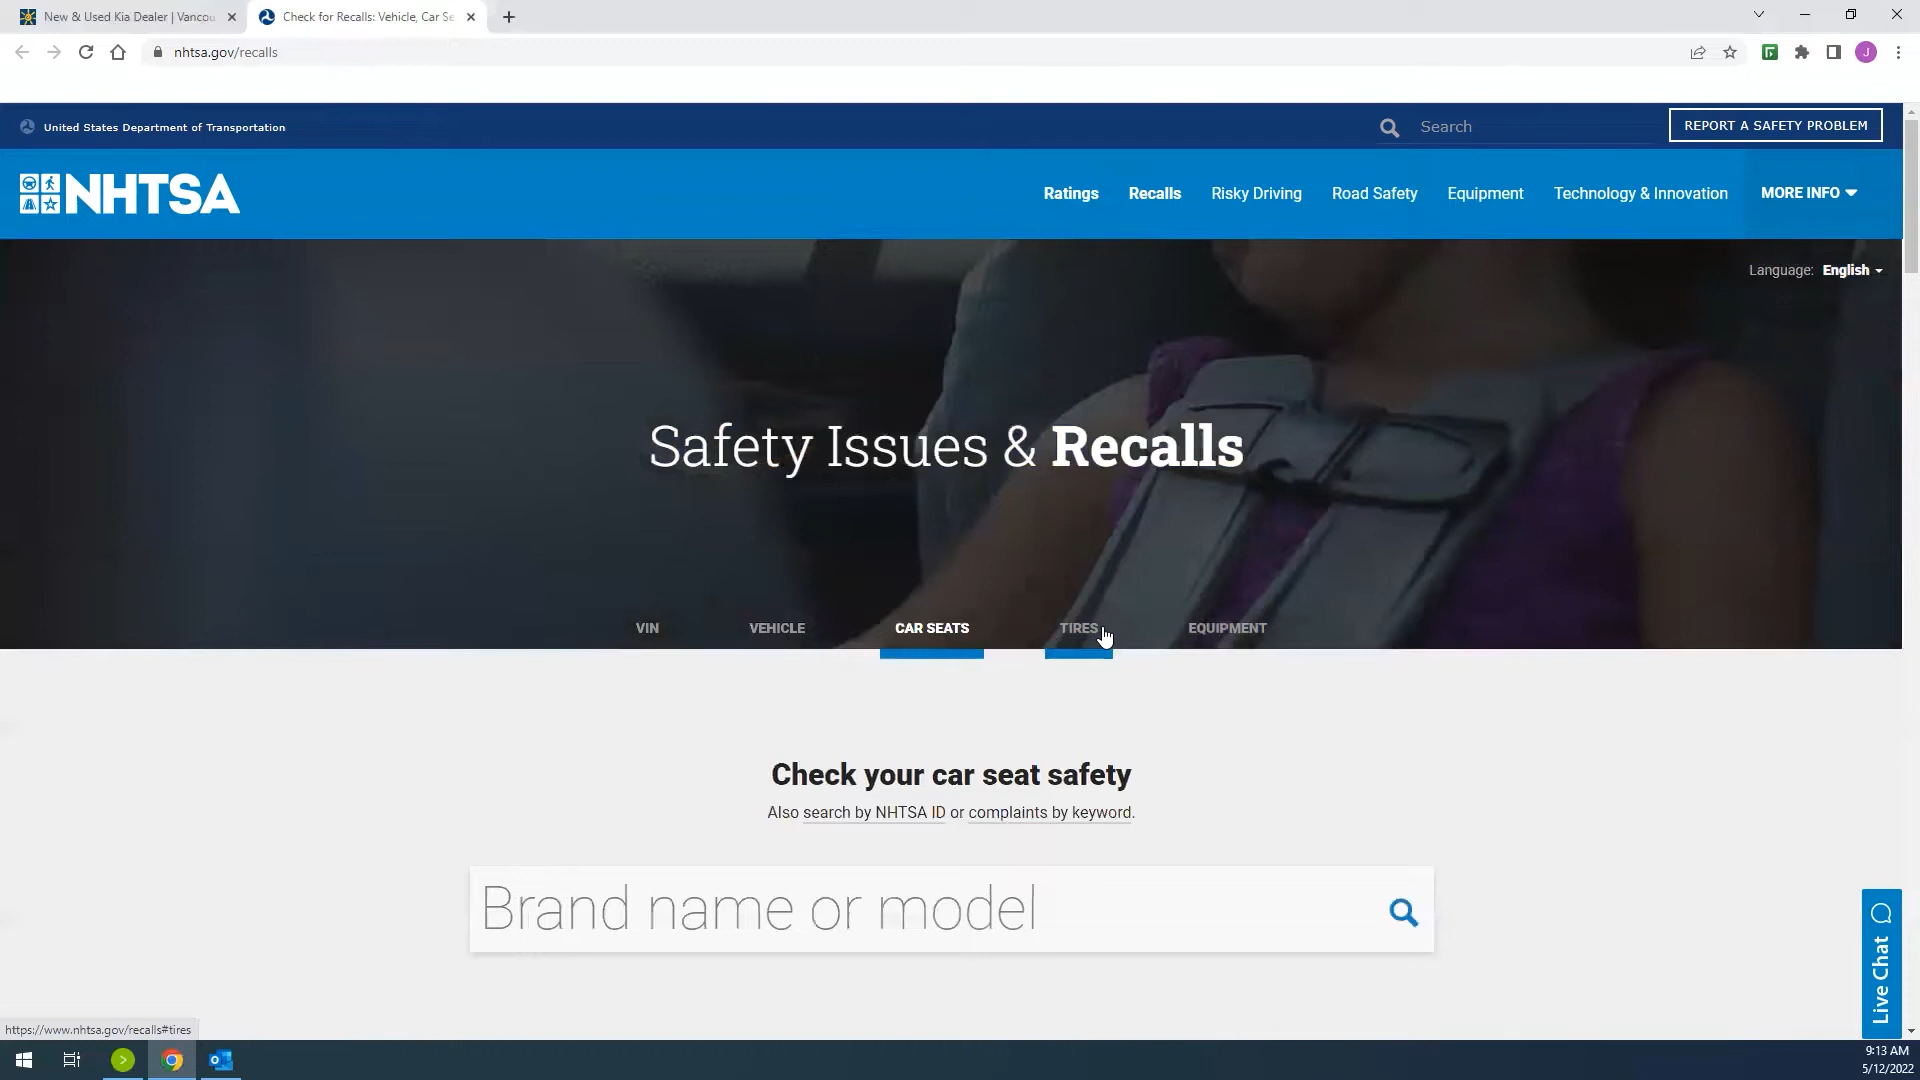 New & Used Kia Dealer | Vancou
Check for Recalls: Vehicle, Car Se
nhtsa.gov/recalls
J
United States Department of Transportation
Search
REPORT A SAFETY PROBLEM
NHTSA
Ratings
Recalls
Risky Driving
Road Safety
Equipment
Technology & Innovation
MORE INFO
Language: English
Safety Issues & Recalls
VIN
VEHICLE
CAR SEATS
TIRES
EQUIPMENT
Check your car seat safety
Also search by NHTSA ID or complaints by keyword.
Brand name or model
Live Chat
https://www.nhtsa.gov/recalls#tires
9:13 AM
5/12/2022